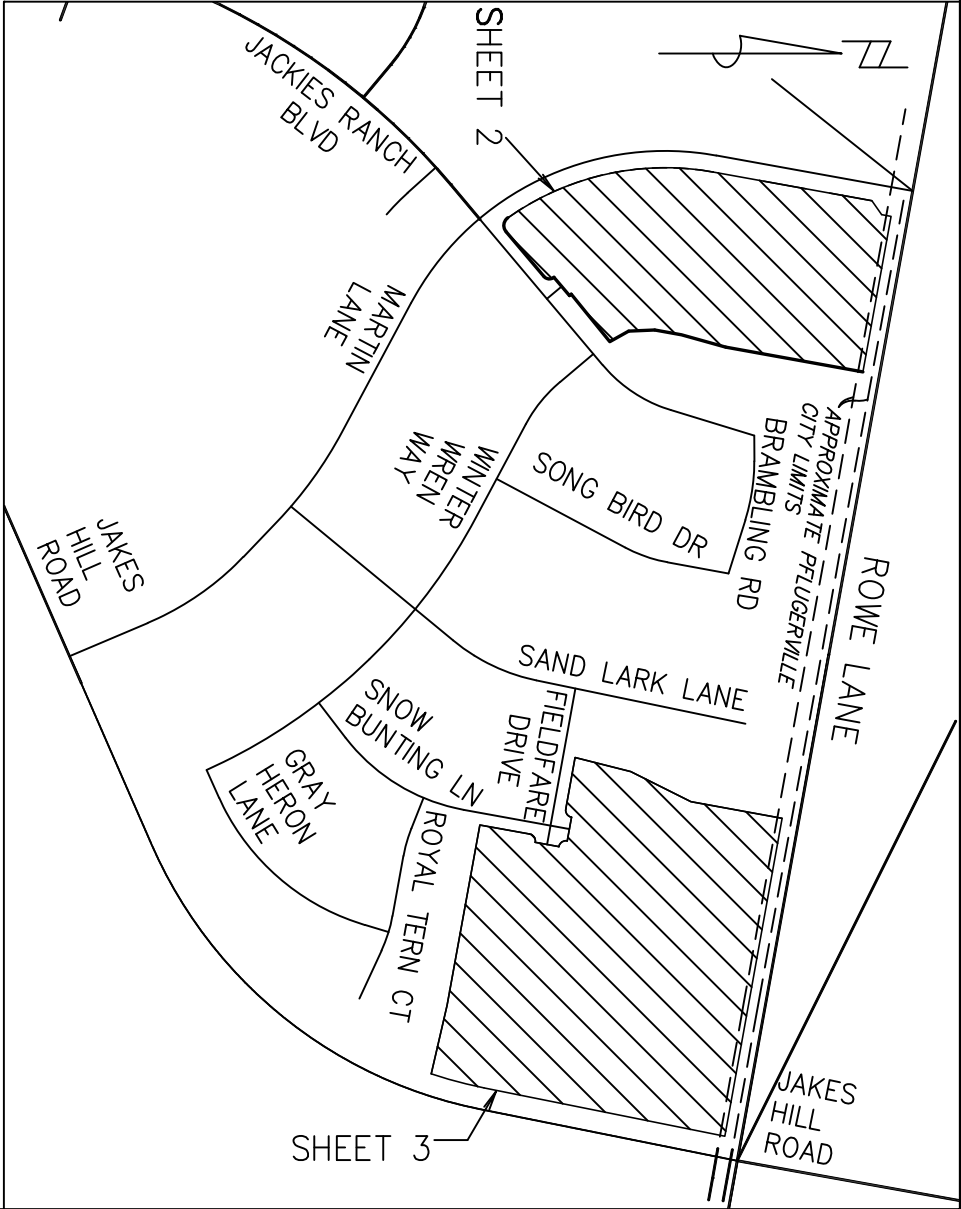 SHEET 2
N
JACKIES RANCH
BLVD
APPROXIMATE PFLUGERVILLE
CITY LIMITS
ROWE LANE
BRAMBLING RD
SONG BIRD DR
MARTIN
LANE
WINTER
WREN
WAY
SAND LARK LANE
JAKES
HILL
ROAD
FIELDFARE
DRIVE
SNOW
BUNTING LN
GRAY
HERON
LANE
ROYAL TERN CT
JAKES
HILL
ROAD
SHEET 3